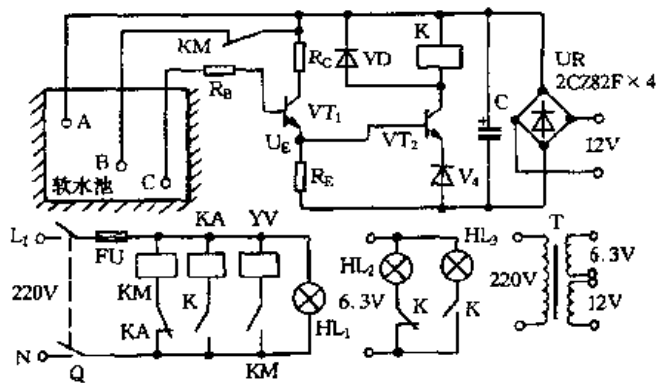 KM
R_C
VD
K
UR
2CZ82F×4
R_B
VT₁
VT₂
C
+
12V
A
B
C
软水池
U_E
R_E
V₄
L₁
FU
KA
YV
KM
K
220V
KA
HL₁
KM
N
Q
HL₂
HL₃
6.3V
K
K
T
220V
6.3V
12V